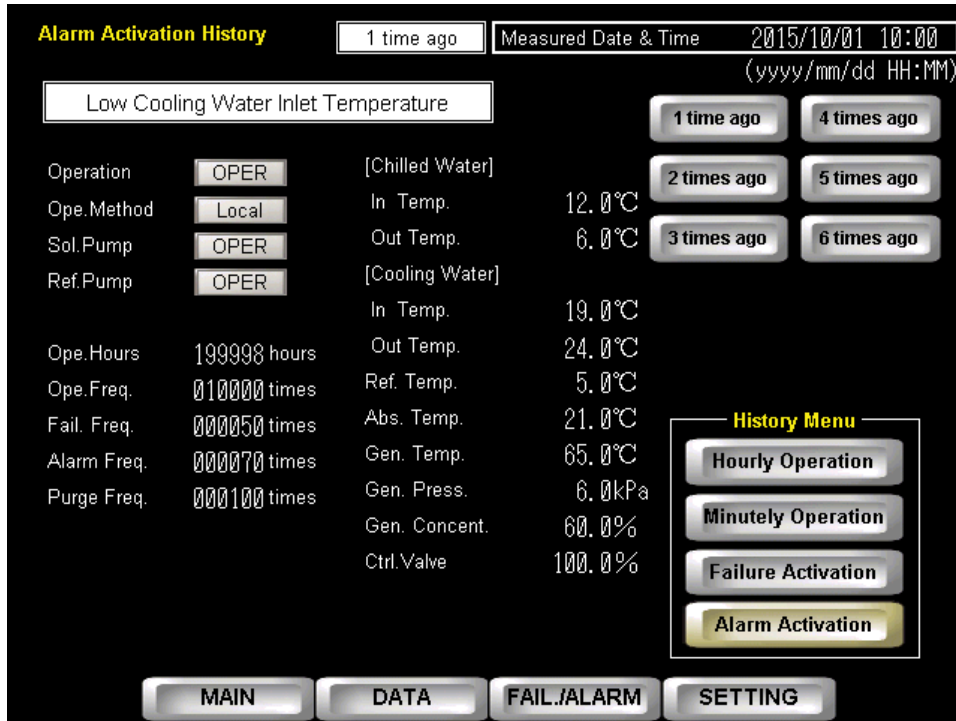 Alarm Activation History
1 time ago
Measured Date & Time 2015/10/01 10:00
(yyyy/mm/dd HH:MM)
Low Cooling Water Inlet Temperature
1 time ago
4 times ago
2 times ago
5 times ago
3 times ago
6 times ago
Operation OPER
Ope.Method Local
Sol.Pump OPER
Ref.Pump OPER
Ope.Hours 199998 hours
Ope.Freq. 010000 times
Fail. Freq. 000050 times
Alarm Freq. 000070 times
Purge Freq. 000100 times
[Chilled Water]
In Temp. 12.0℃
Out Temp. 6.0℃
[Cooling Water]
In Temp. 19.0℃
Out Temp. 24.0℃
Ref. Temp. 5.0℃
Abs. Temp. 21.0℃
Gen. Temp. 65.0℃
Gen. Press. 6.0kPa
Gen. Concent. 60.0%
Ctrl.Valve 100.0%
History Menu
Hourly Operation
Minutely Operation
Failure Activation
Alarm Activation
MAIN
DATA
FAIL./ALARM
SETTING